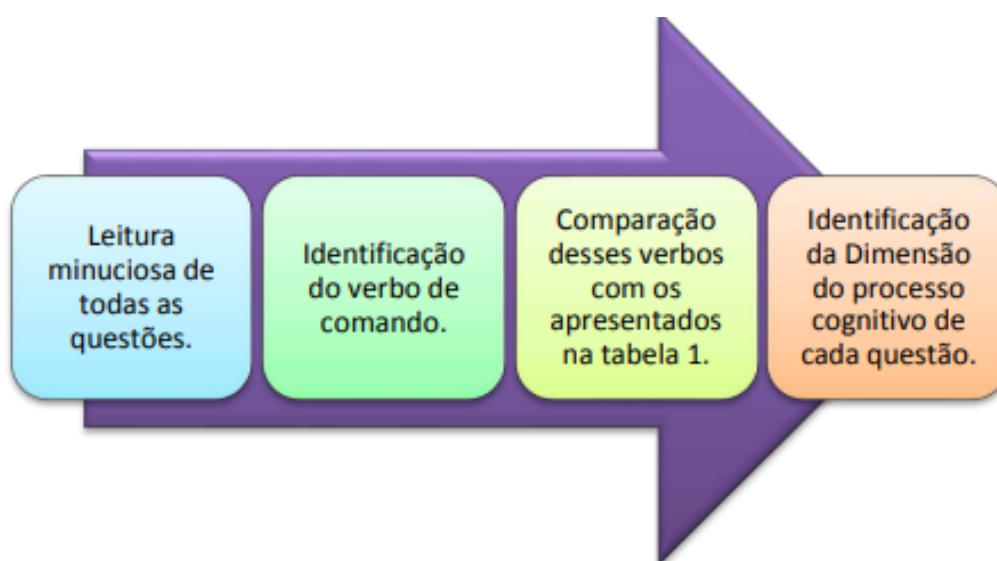 Leitura
minuciosa de
todas as
questões.
Identificação
do verbo de
comando.
Comparação
desses verbos
com os
apresentados
na tabela 1.
Identificação
da Dimensão
do processo
cognitivo de
cada questão.